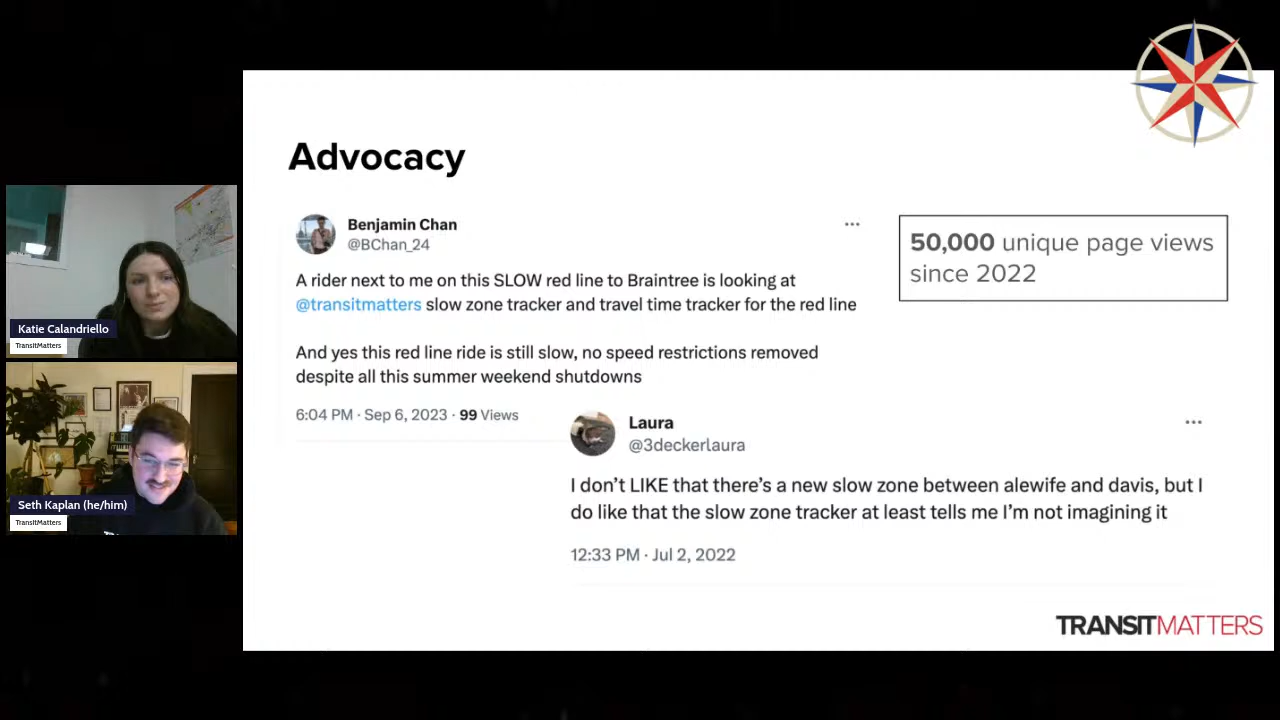 Advocacy
Benjamin Chan
@BChan_24
A rider next to me on this SLOW red line to Braintree is looking at
@transitmatters slow zone tracker and travel time tracker for the red line
And yes this red line ride is still slow, no speed restrictions removed
despite all this summer weekend shutdowns
6:04 PM · Sep 6, 2023 · 99 Views
50,000 unique page views
since 2022
Laura
@3deckerlaura
I don’t LIKE that there’s a new slow zone between alewife and davis, but I
do like that the slow zone tracker at least tells me I’m not imagining it
12:33 PM · Jul 2, 2022
TRANSITMATTERS
Katie Calandriello
TransitMatters
Seth Kaplan (he/him)
TransitMatters